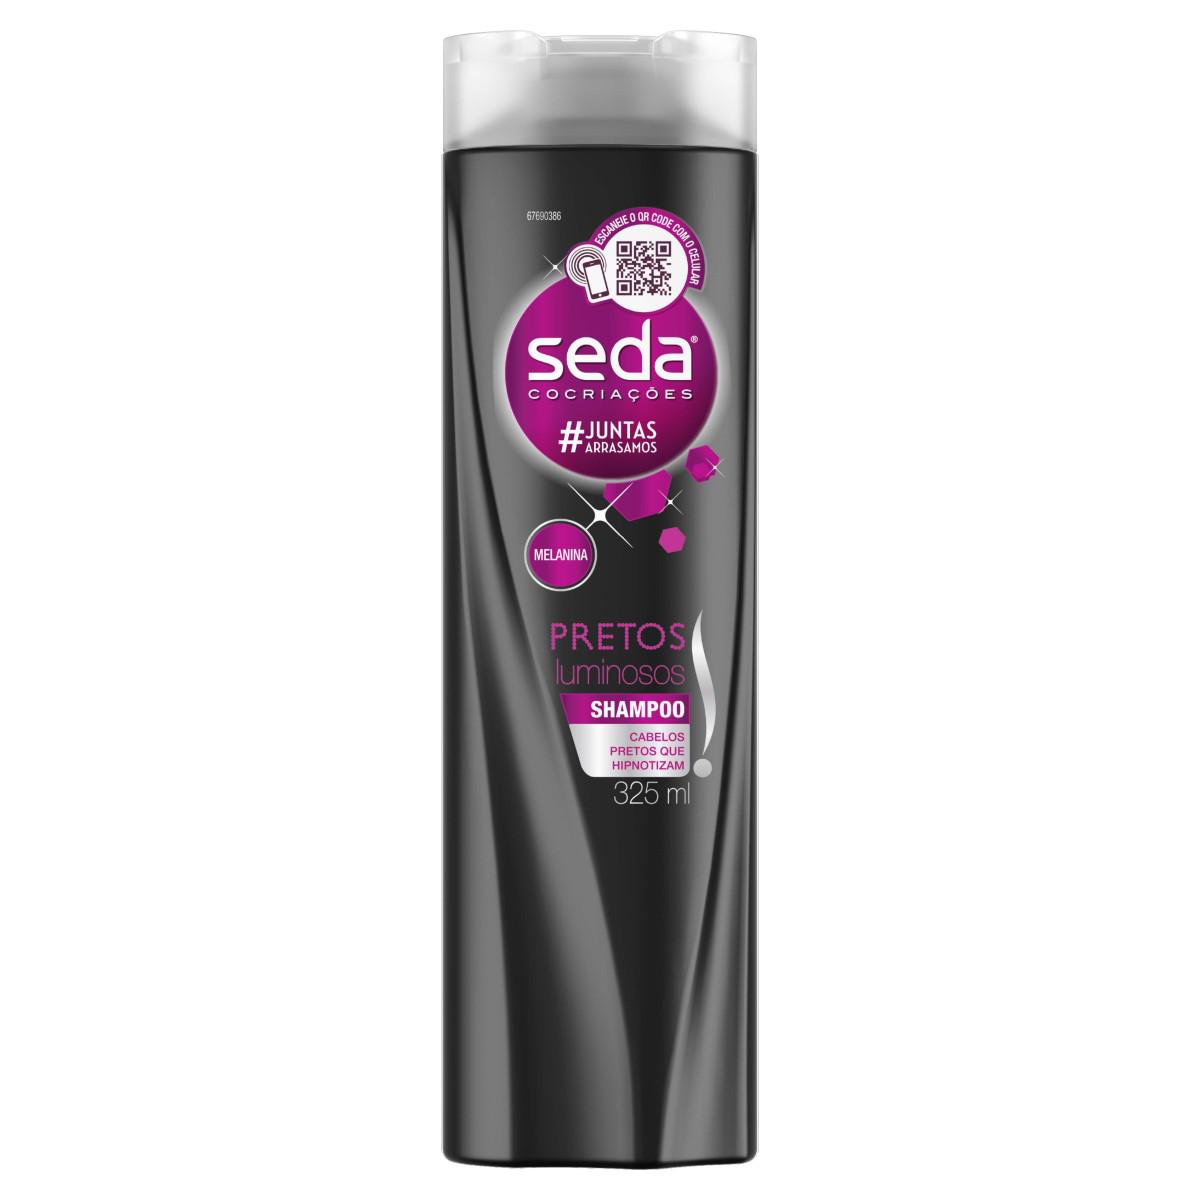 67690386
ESCANEIE O QR CODE COM O CELULAR
seda®
COCRIAÇÕES
#JUNTAS
ARRASAMOS
MELANINA
PRETOS
luminosos
SHAMPOO
CABELOS
PRETOS QUE
HIPNOTIZAM
325 ml